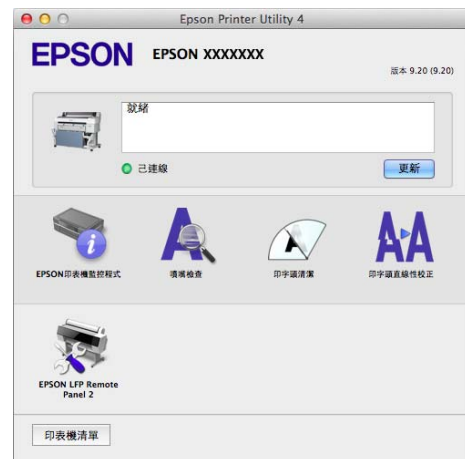 Epson Printer Utility 4
EPSON EPSON XXXXXXX
版本 9.20 (9.20)
就緒
已連線
更新
EPSON印表機監控程式
噴嘴檢查
印字頭清潔
印字頭直線性校正
EPSON LFP Remote
Panel 2
印表機清單